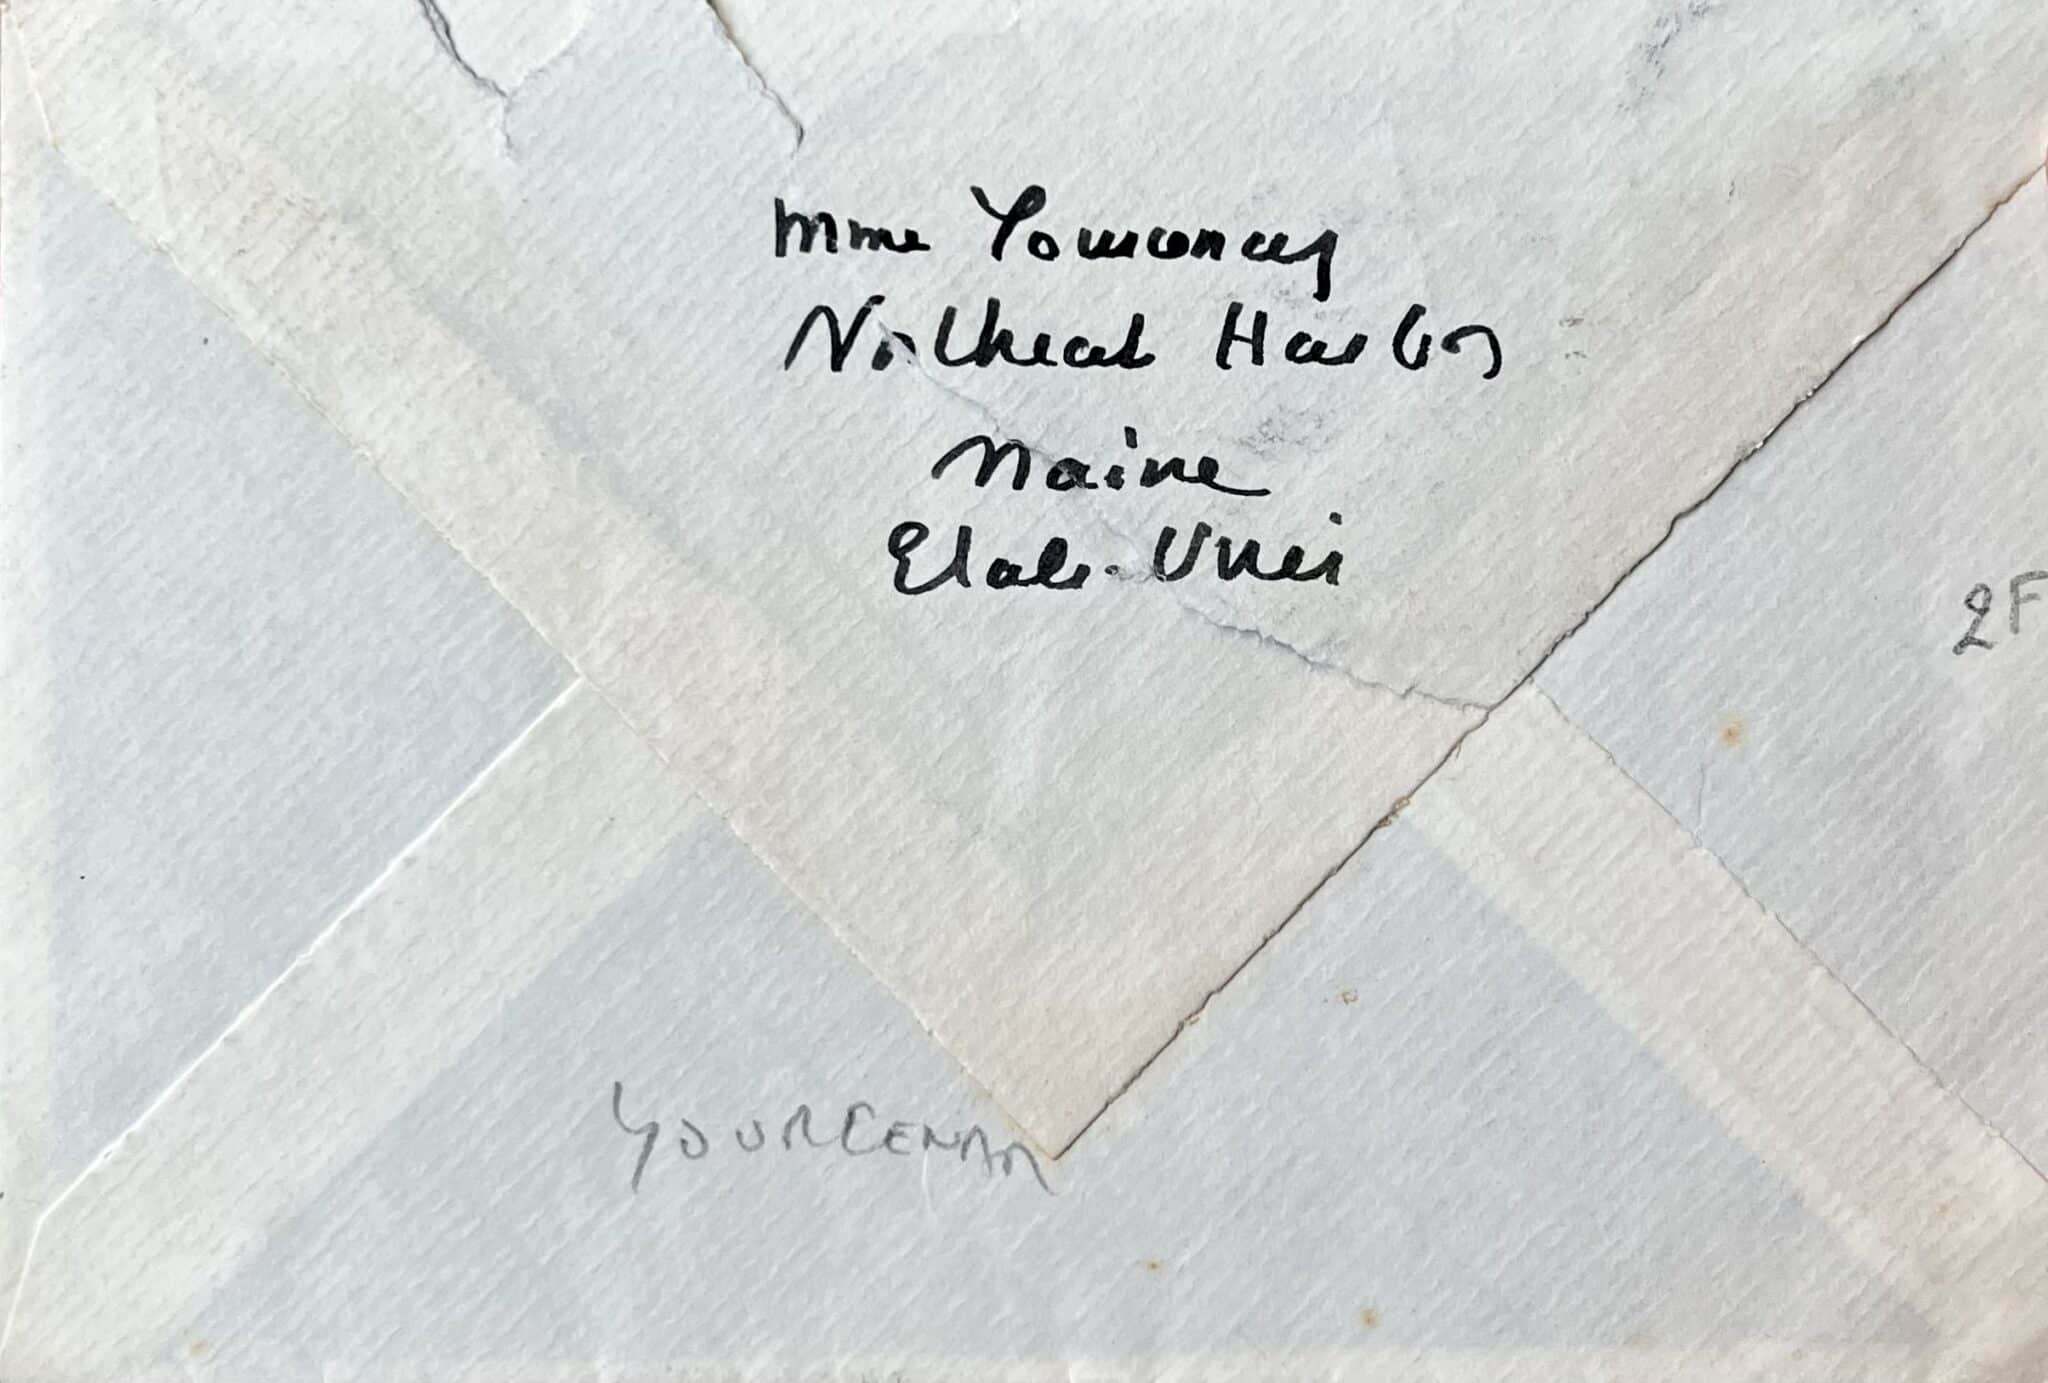 Mme Yourcenar
Northeast Harbor
Maine
Etats-Unis
2F
YOURCENAR